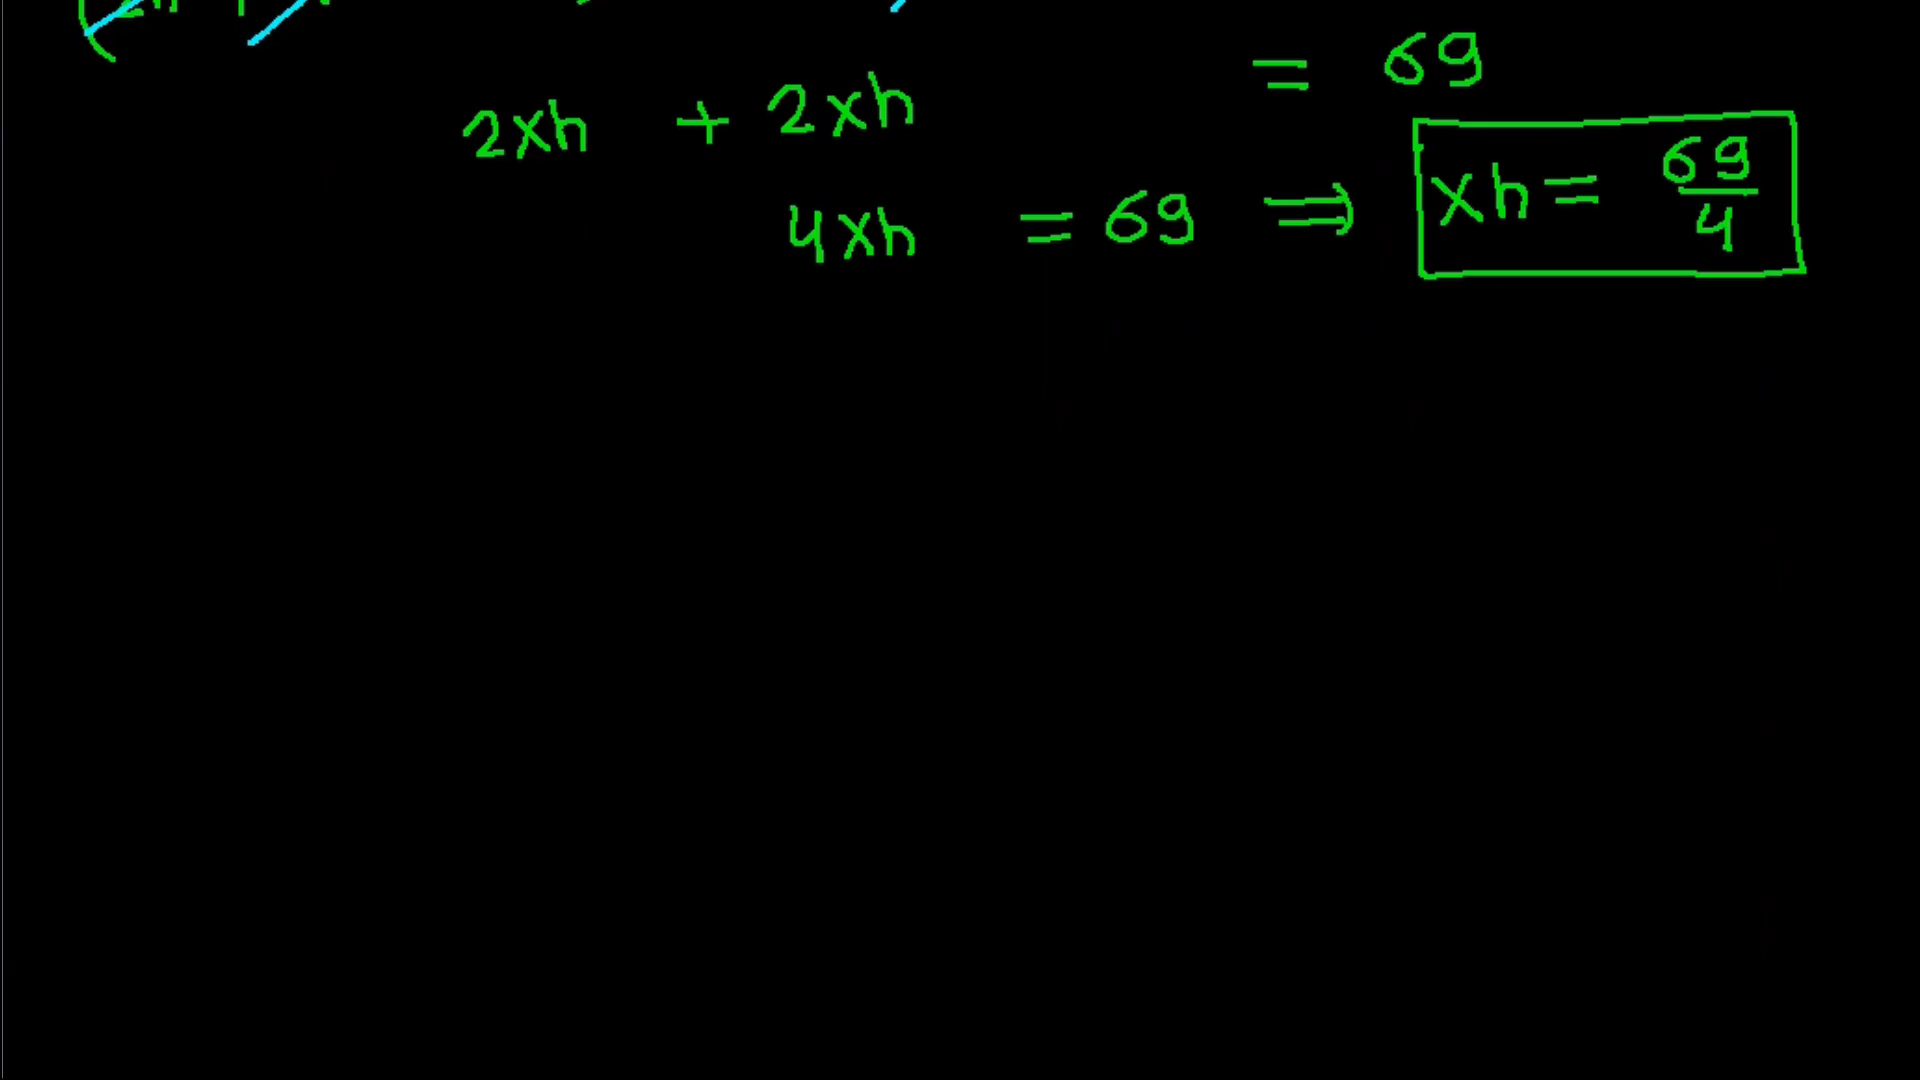 = 69
2xh + 2xh
4xh = 69 ⇒ xh = 69/4